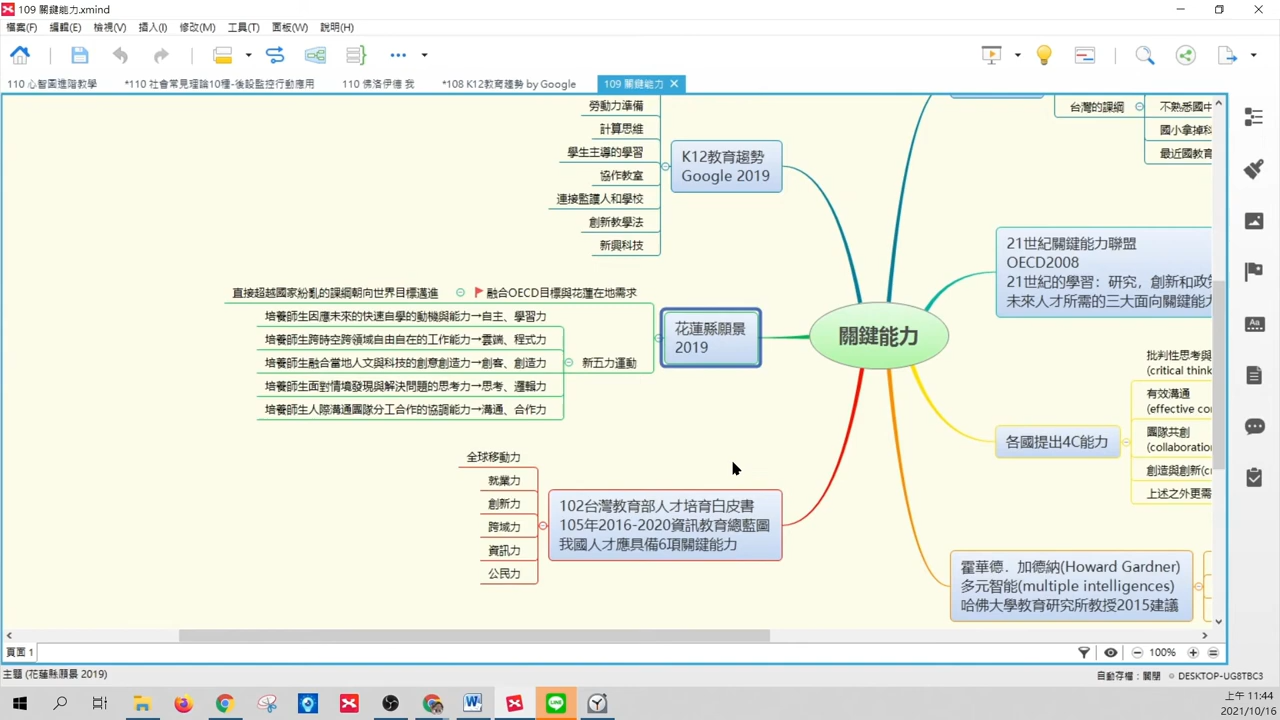 109 關鍵能力.xmind
檔案(F) 編輯(E) 檢視(V) 插入(I) 修改(M) 工具(T) 面板(W) 說明(H)
110 心智圖進階教學 *110 社會常見理論10種-後設監控行動應用 110 佛洛伊德 我 *108 K12教育趨勢 by Google 109 關鍵能力
勞動力準備
計算思維
學生主導的學習
協作教室
連接監護人和學校
創新教學法
新興科技
K12教育趨勢
Google 2019
直接超越國家紛亂的課綱朝向世界目標邁進
融合OECD目標與花蓮在地需求
培養師生因應未來的快速自學的動機與能力→自主、學習力
培養師生跨時空跨領域自由自在的工作能力→雲端、程式力
培養師生融合當地人文與科技的創意創造力→創客、創造力
培養師生面對情境發現與解決問題的思考力→思考、邏輯力
培養師生人際溝通團隊分工合作的協調能力→溝通、合作力
新五力運動
花蓮縣願景
2019
全球移動力
就業力
創新力
跨域力
資訊力
公民力
102台灣教育部人才培育白皮書
105年2016-2020資訊教育總藍圖
我國人才應具備6項關鍵能力
關鍵能力
台灣的課綱
不熟悉國中
國小拿掉科
最近國教育
21世紀關鍵能力聯盟
OECD2008
21世紀的學習：研究，創新和政策
未來人才所需的三大面向關鍵能力
各國提出4C能力
批判性思考與
(critical think
有效溝通
(effective co
團隊共創
(collaboratio
創造與創新(c
上述之外更需
霍華德．加德納(Howard Gardner)
多元智能(multiple intelligences)
哈佛大學教育研究所教授2015建議
頁面 1
100%
主題 (花蓮縣願景 2019)
自動存檔：關閉 DESKTOP-UG8TBC3
上午 11:44
2021/10/16